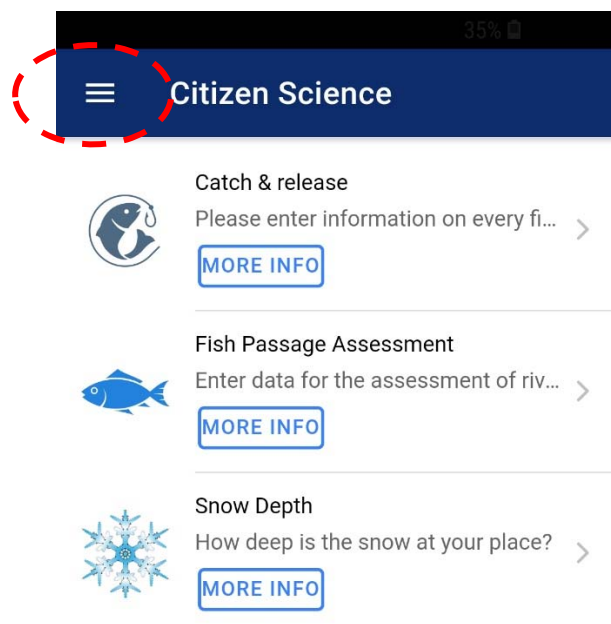 35%
Citizen Science
Catch & release
Please enter information on every fi...
MORE INFO
Fish Passage Assessment
Enter data for the assessment of riv...
MORE INFO
Snow Depth
How deep is the snow at your place?
MORE INFO